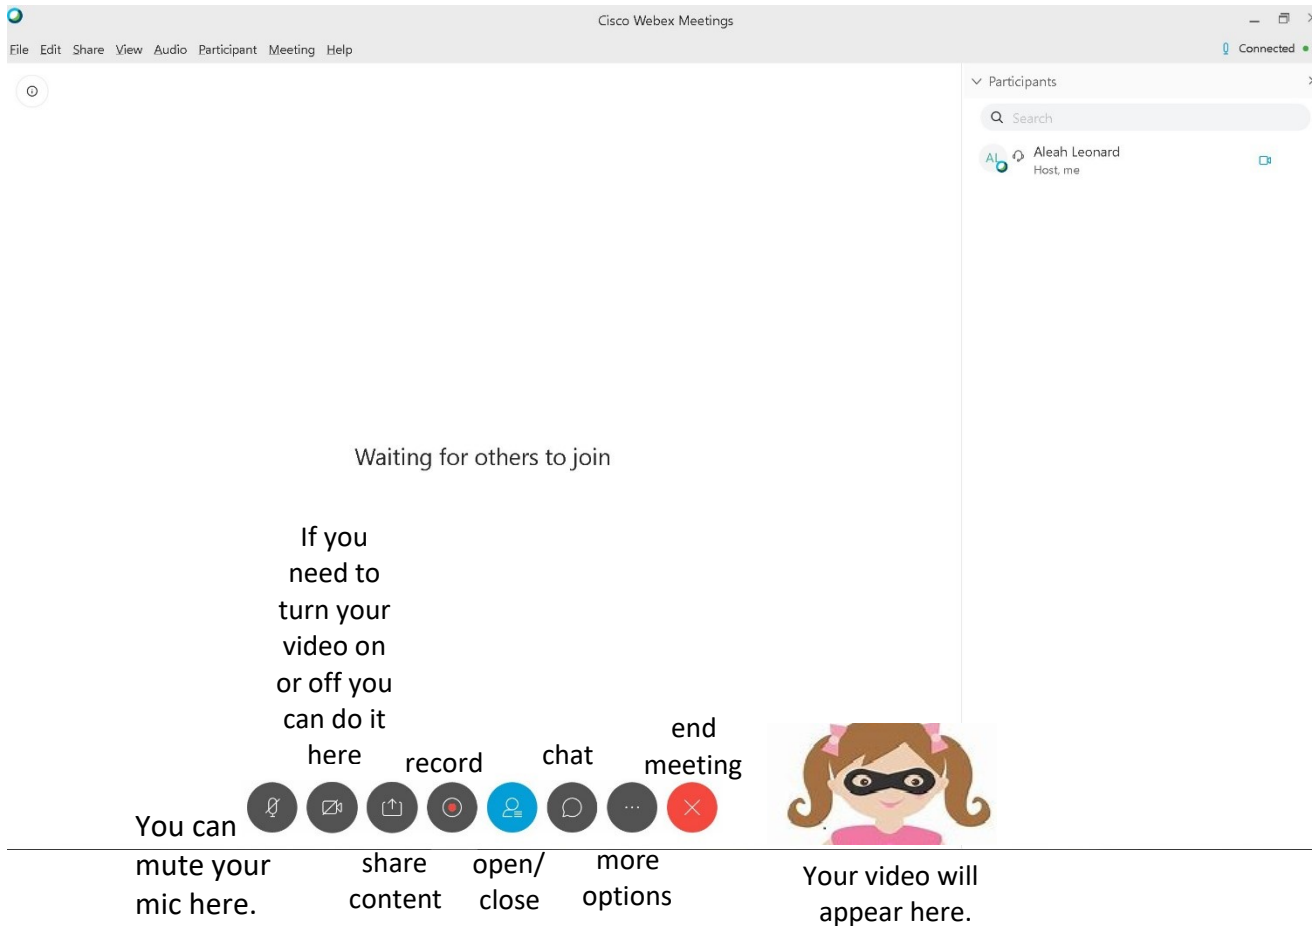 Cisco Webex Meetings
File Edit Share View Audio Participant Meeting Help
Connected
Participants
Search
AL
Aleah Leonard
Host, me
Waiting for others to join
If you
need to
turn your
video on
or off you
can do it
here
record
chat
end
meeting
You can
mute your
mic here.
share
content
open/
close
more
options
Your video will
appear here.